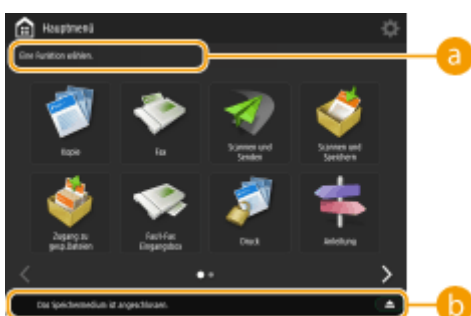 Hauptmenü
Eine Funktion wählen.
a
Kopie
Fax
Scannen und
Senden
Scannen und
Speichern
Zugang zu
gesp.Dateien
Fax/I-Fax
Eingangsbox
Druck
Anleitung
Das Speichermedium ist angeschlossen.
b